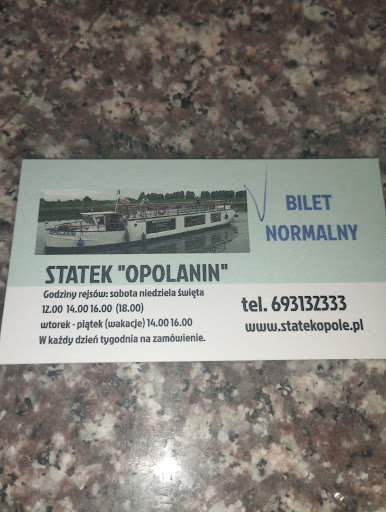 BILET
NORMALNY
STATEK "OPOLANIN"
Godziny rejsów: sobota niedziela święta
12.00 14.00 16.00 (18.00)
wtorek - piątek (wakacje) 14.00 16.00
W każdy dzień tygodnia na zamówienie.
tel. 693132333
www.statekopole.pl